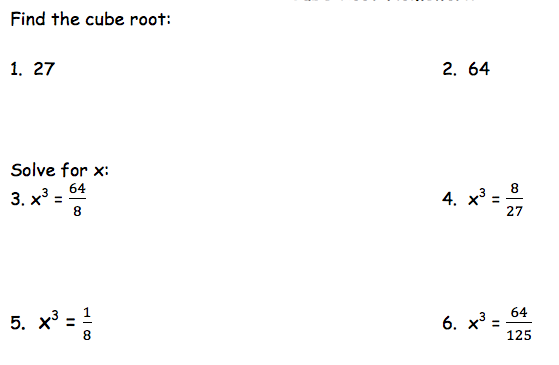 Find the cube root:
1. 27 2. 64
Solve for x:
3. x³ = 64/8 4. x³ = 8/27
5. x³ = 1/8 6. x³ = 64/125